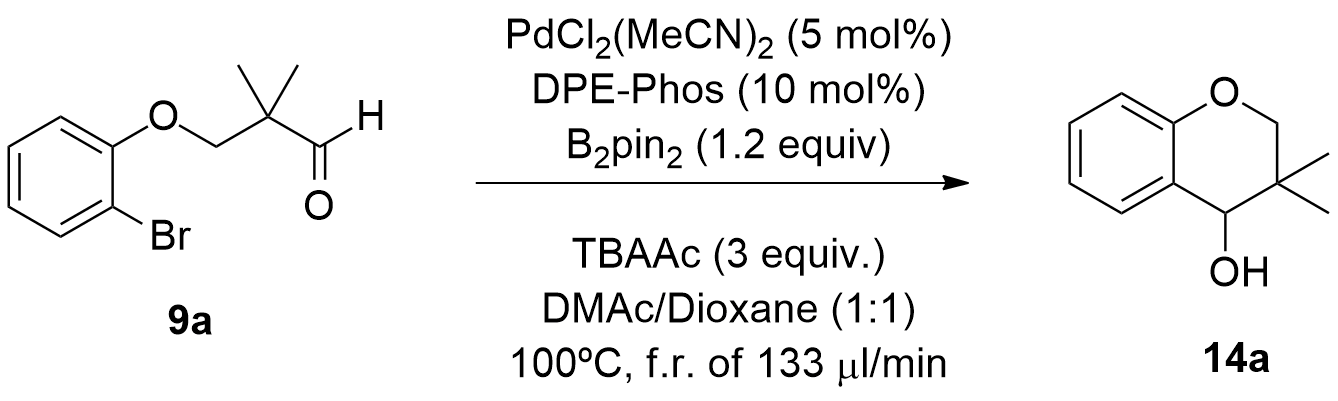 PdCl₂(MeCN)₂ (5 mol%)
DPE-Phos (10 mol%)
B₂pin₂ (1.2 equiv)
TBAAc (3 equiv.)
DMAc/Dioxane (1:1)
100ºC, f.r. of 133 μl/min
O
H
O
Br
9a
O
OH
14a